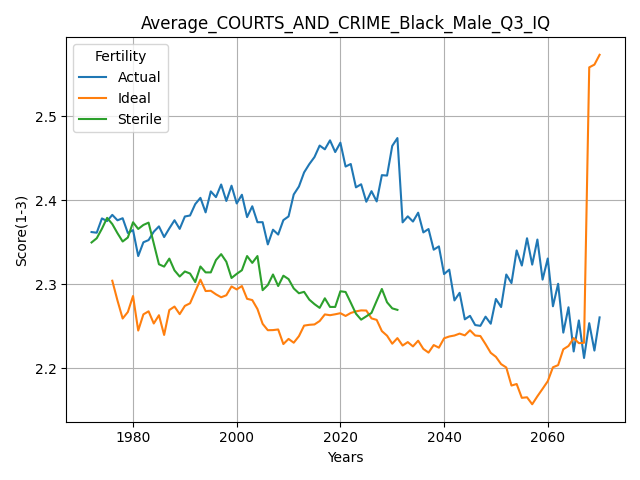 Average_COURTS_AND_CRIME_Black_Male_Q3_IQ
Fertility
Actual
Ideal
Sterile
Score(1-3)
2.5
2.4
2.3
2.2
1980 2000 2020 2040 2060
Years